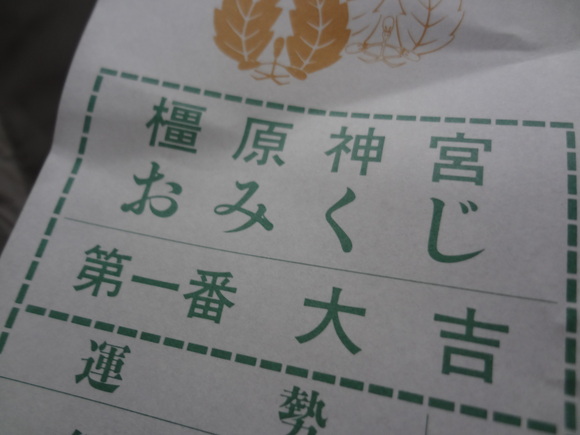 橿原神宮
おみくじ
第一番 大吉
運勢